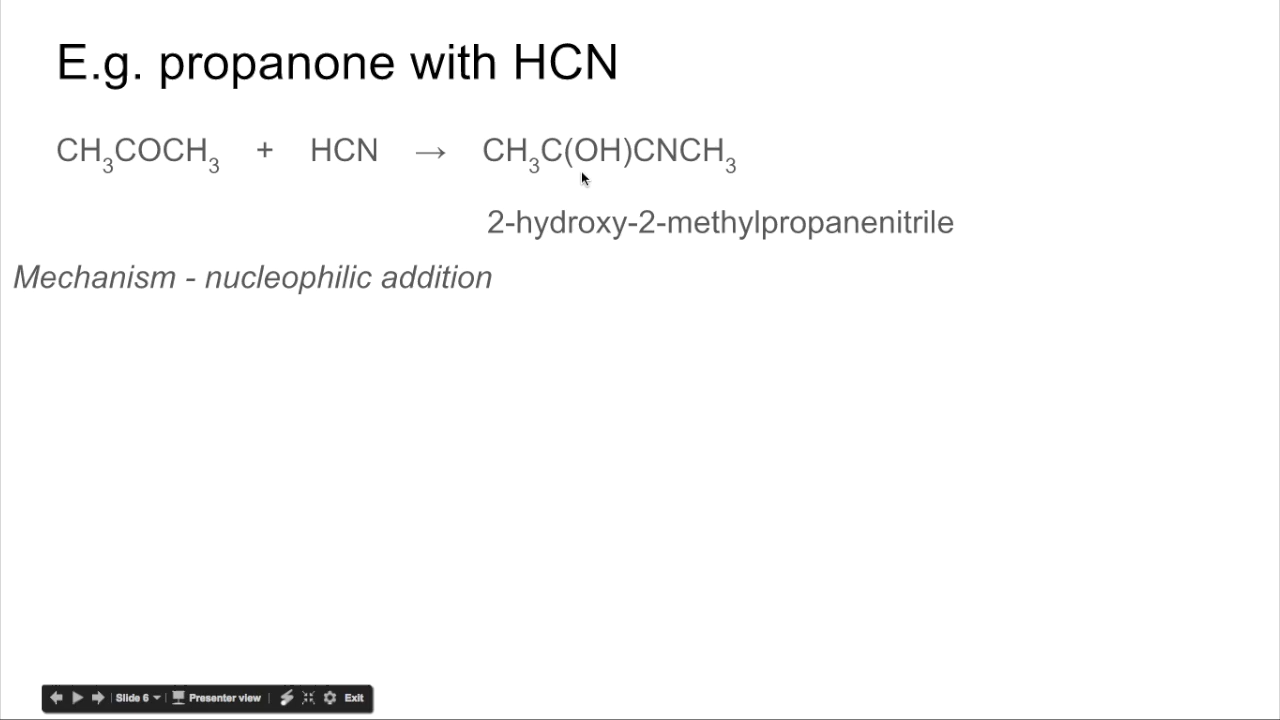 E.g. propanone with HCN
CH₃COCH₃ + HCN → CH₃C(OH)CNCH₃
2-hydroxy-2-methylpropanenitrile
Mechanism - nucleophilic addition
Slide 6 Presenter view Exit